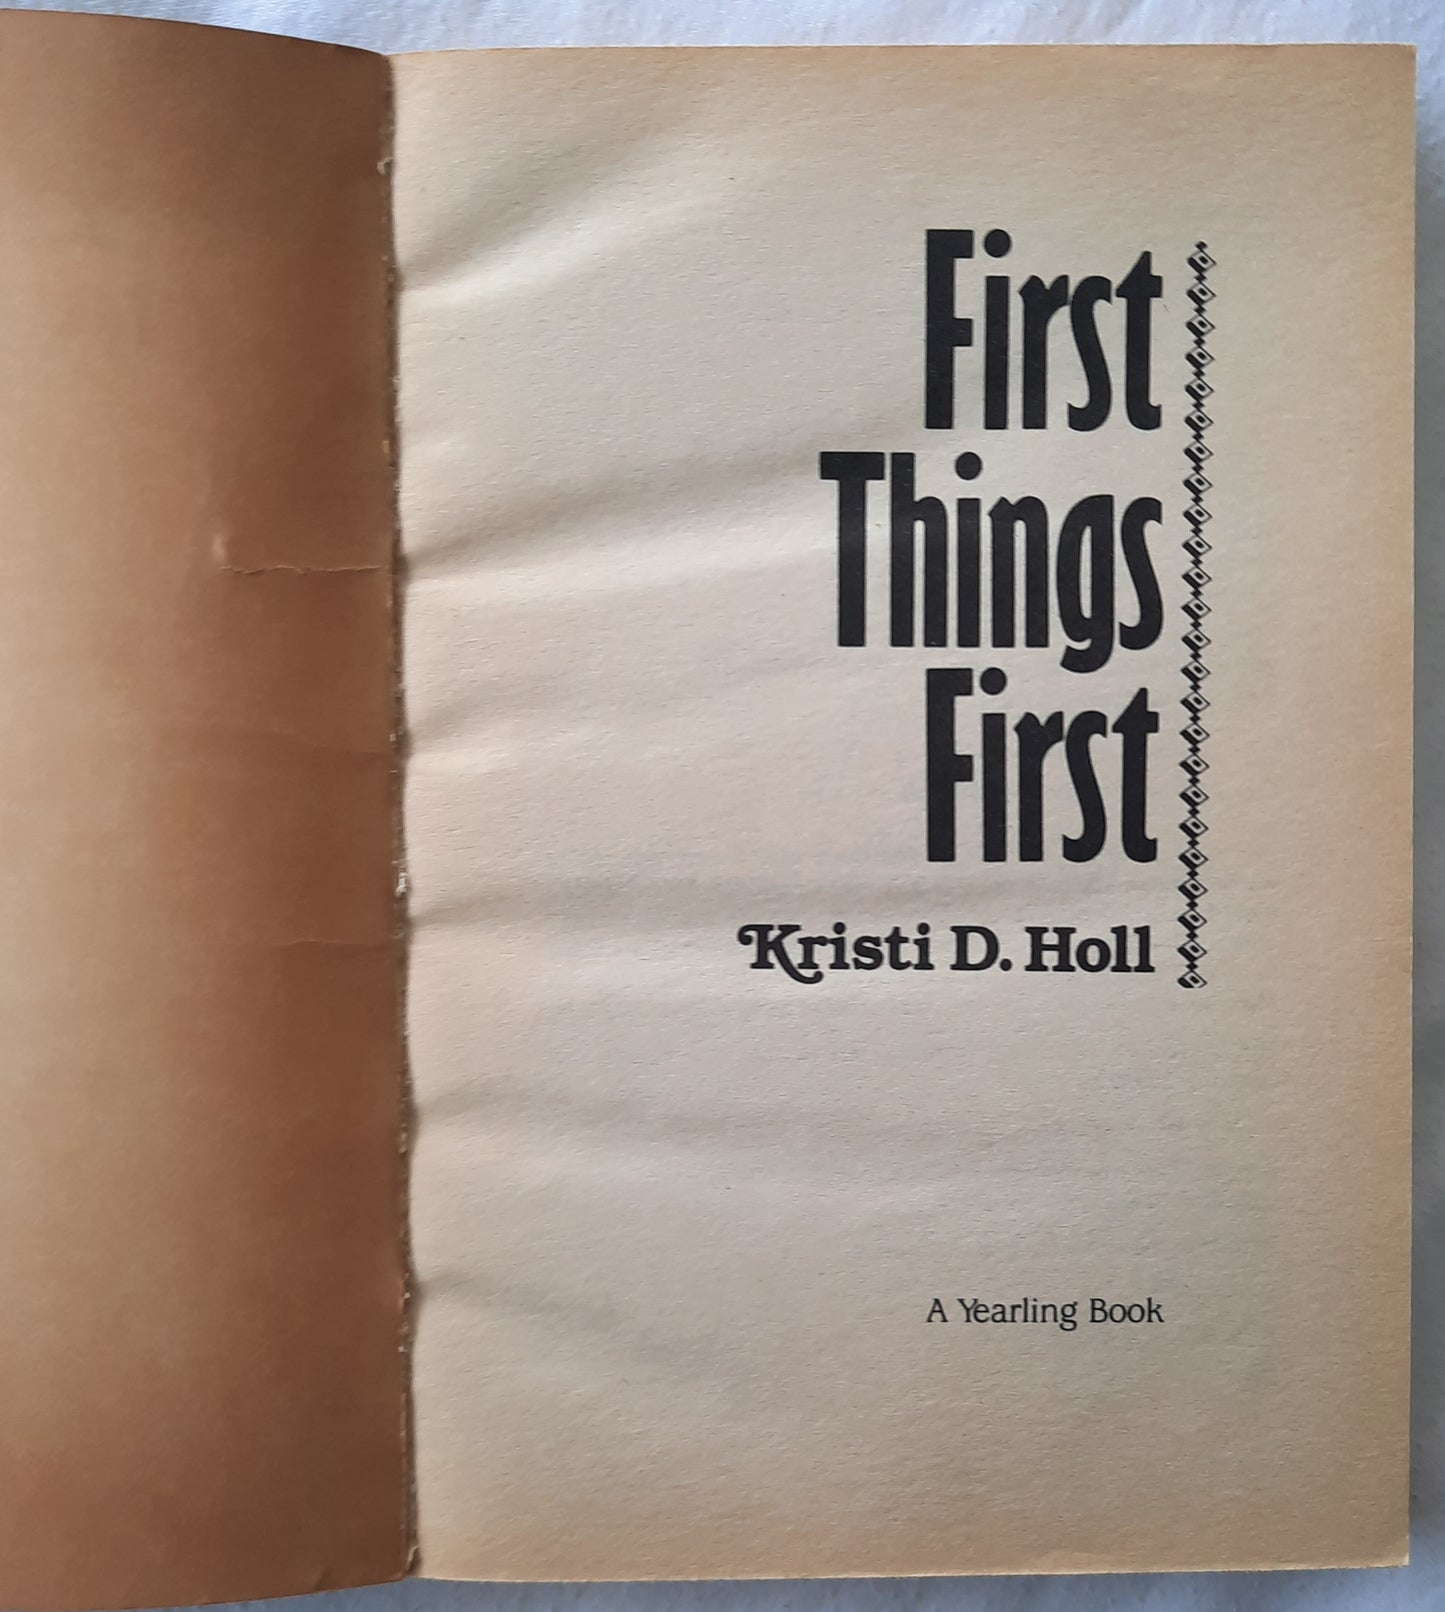 First
Things
First
Kristi D. Holl
A Yearling Book